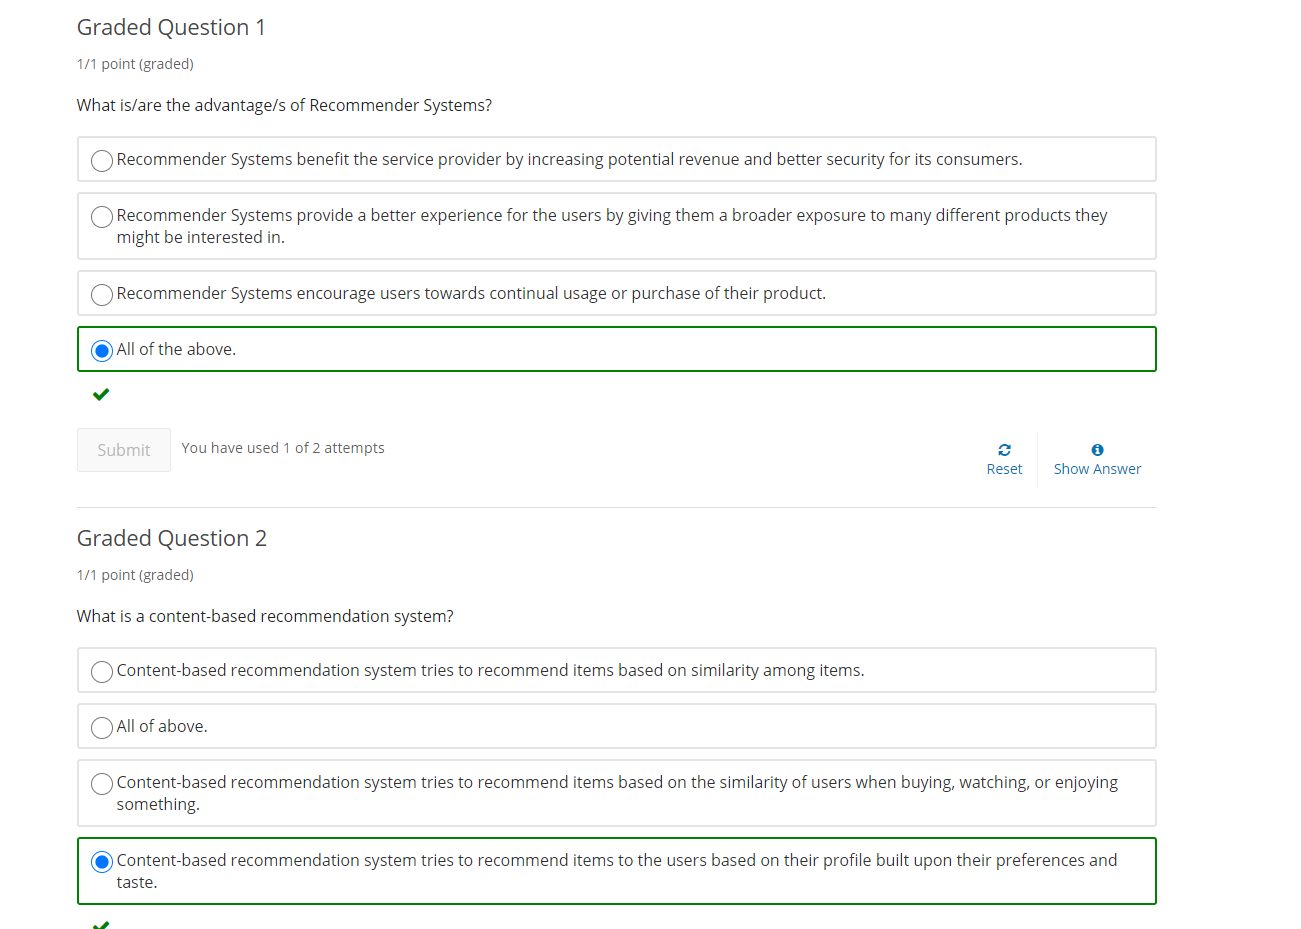 Graded Question 1
1/1 point (graded)
What is/are the advantage/s of Recommender Systems?
Recommender Systems benefit the service provider by increasing potential revenue and better security for its consumers.
Recommender Systems provide a better experience for the users by giving them a broader exposure to many different products they
might be interested in.
Recommender Systems encourage users towards continual usage or purchase of their product.
All of the above.
Submit
You have used 1 of 2 attempts
Reset
Show Answer
Graded Question 2
1/1 point (graded)
What is a content-based recommendation system?
Content-based recommendation system tries to recommend items based on similarity among items.
All of above.
Content-based recommendation system tries to recommend items based on the similarity of users when buying, watching, or enjoying
something.
Content-based recommendation system tries to recommend items to the users based on their profile built upon their preferences and
taste.